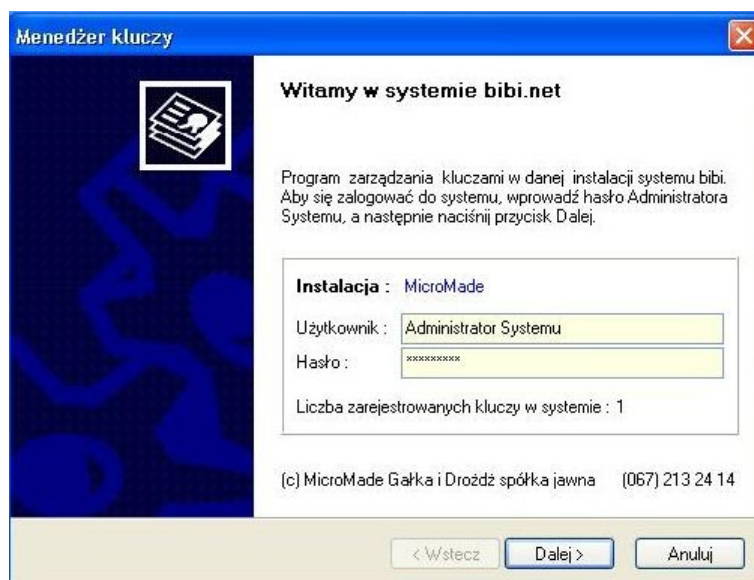 Menedżer kluczy
Witamy w systemie bibi.net
Program zarządzania kluczami w danej instalacji systemu bibi.
Aby się zalogować do systemu, wprowadź hasło Administratora
Systemu, a następnie naciśnij przycisk Dalej.
Instalacja : MicroMade
Użytkownik : Administrator Systemu
Hasło : ×××××××××
Liczba zarejestrowanych kluczy w systemie : 1
(c) MicroMade Gałka i Drożdż spółka jawna (067) 213 24 14
< Wstecz Dalej > Anuluj